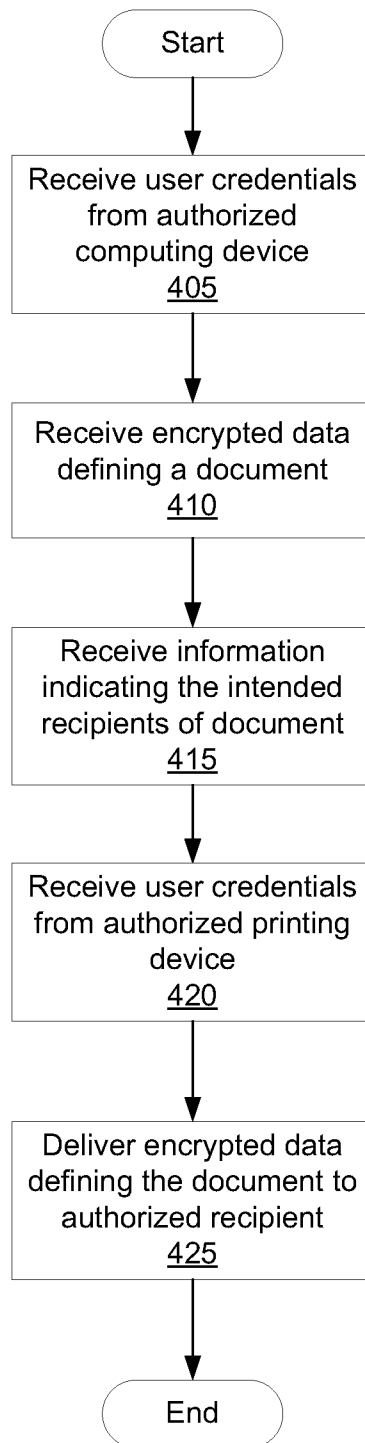 Start
Receive user credentials
from authorized
computing device
405
Receive encrypted data
defining a document
410
Receive information
indicating the intended
recipients of document
415
Receive user credentials
from authorized printing
device
420
Deliver encrypted data
defining the document to
authorized recipient
425
End